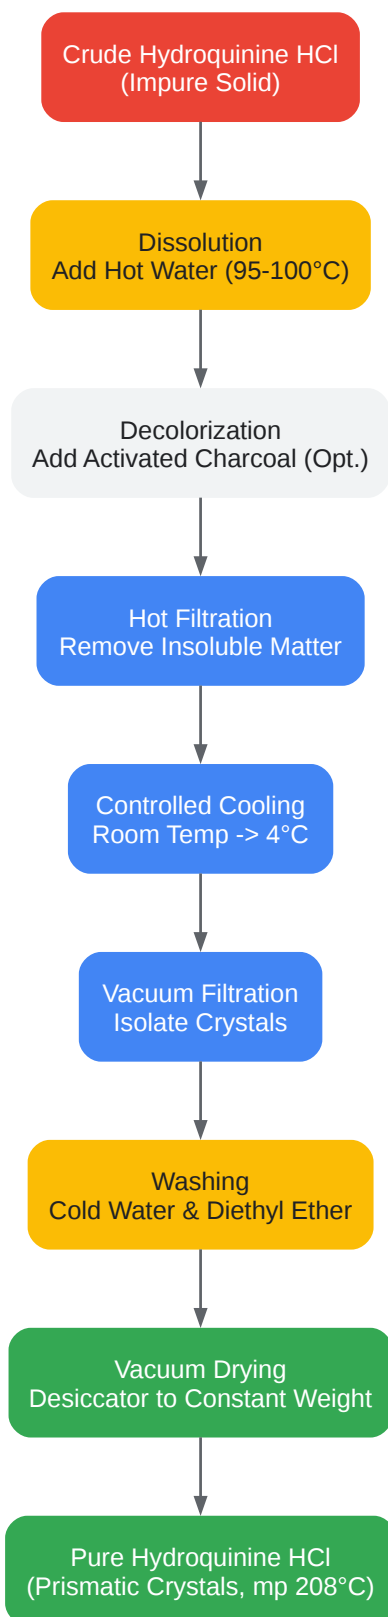 Crude Hydroquinine HCl
(Impure Solid)
Dissolution
Add Hot Water (95-100°C)
Decolorization
Add Activated Charcoal (Opt.)
Hot Filtration
Remove Insoluble Matter
Controlled Cooling
Room Temp -> 4°C
Vacuum Filtration
Isolate Crystals
Washing
Cold Water & Diethyl Ether
Vacuum Drying
Desiccator to Constant Weight
Pure Hydroquinine HCl
(Prismatic Crystals, mp 208°C)